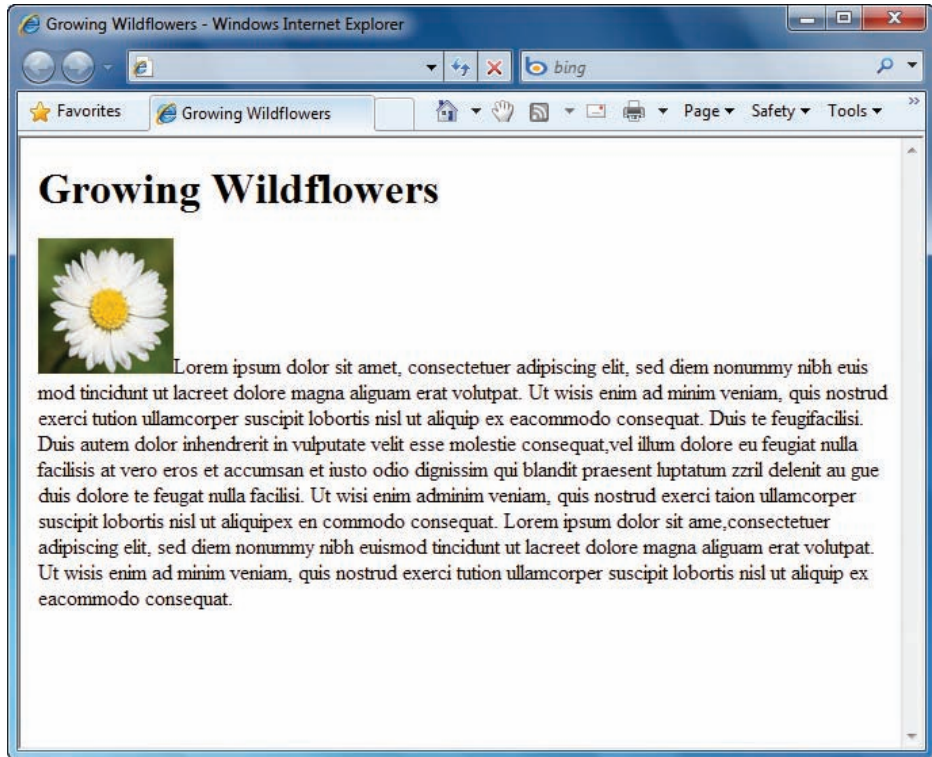 Growing Wildflowers - Windows Internet Explorer
bing
Favorites
Growing Wildflowers
Page
Safety
Tools
Growing Wildflowers
Lorem ipsum dolor sit amet, consectetuer adipiscing elit, sed diem nonummy nibh euis
mod tincidunt ut lacreet dolore magna aliguam erat volutpat. Ut wisis enim ad minim veniam, quis nostrud
exerci tution ullamcorper suscipit lobortis nisl ut aliquip ex eacommodo consequat. Duis te feugifacilisi.
Duis autem dolor inhendrerit in vulputate velit esse molestie consequat,vel illum dolore eu feugiat nulla
facilisis at vero eros et accumsan et iusto odio dignissim qui blandit praesent luptatum zzril delenit au gue
duis dolore te feugat nulla facilisi. Ut wisi enim adminim veniam, quis nostrud exerci taion ullamcorper
suscipit lobortis nisl ut aliquipex en commodo consequat. Lorem ipsum dolor sit ame,consectetuer
adipiscing elit, sed diem nonummy nibh euismod tincidunt ut lacreet dolore magna aliguam erat volutpat.
Ut wisis enim ad minim veniam, quis nostrud exerci tution ullamcorper suscipit lobortis nisl ut aliquip ex
eacommodo consequat.